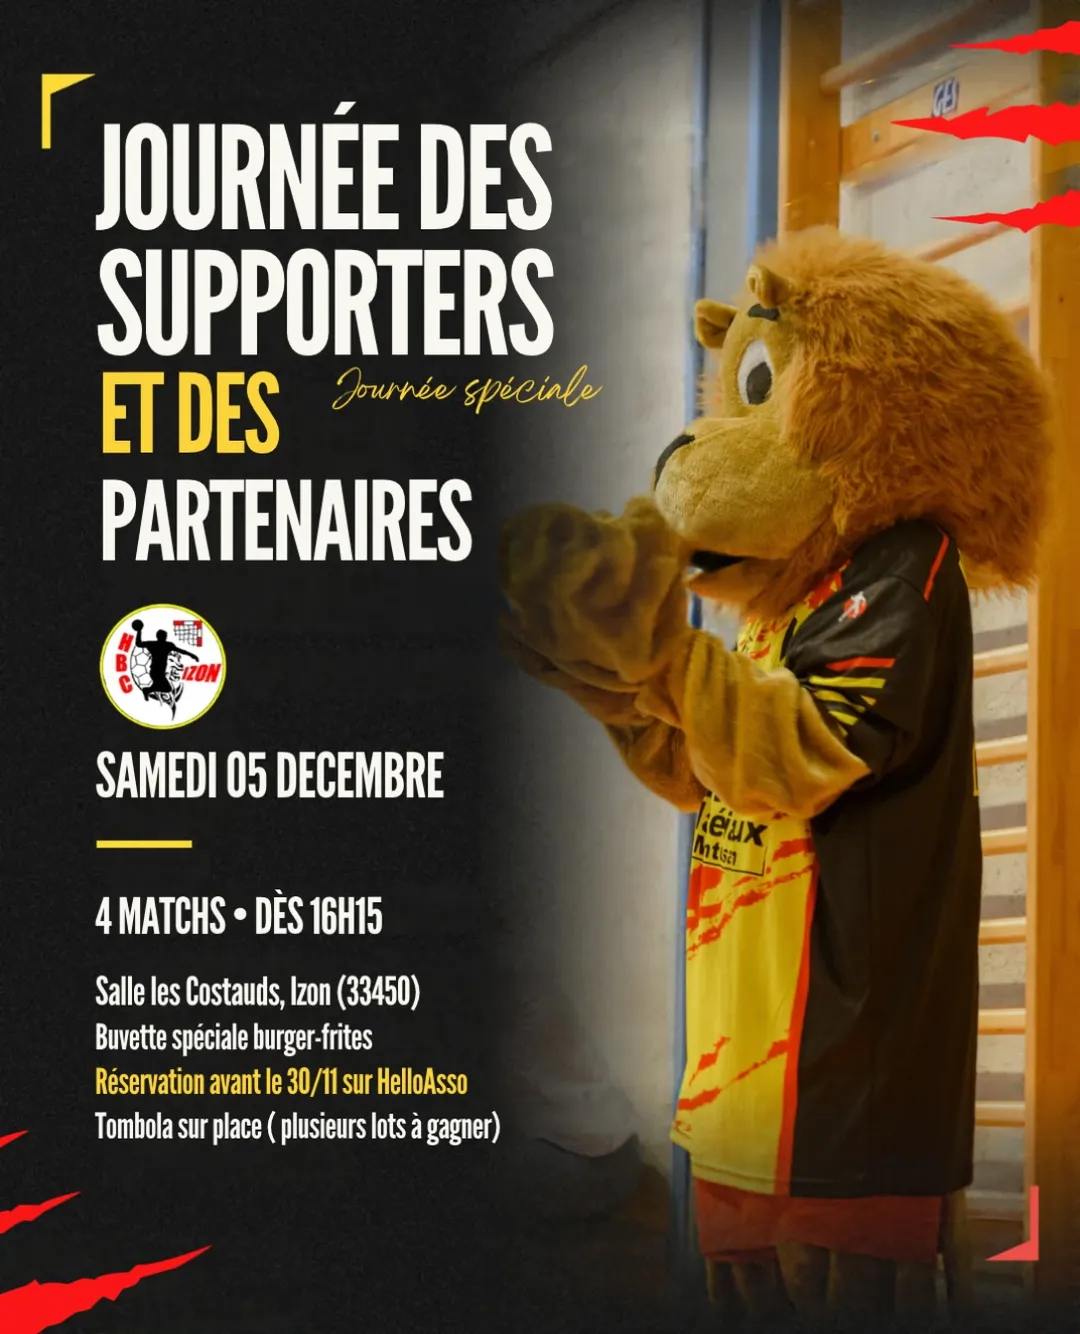 GES
JOURNÉE DES
SUPPORTERS
ET DES
Journée spéciale
PARTENAIRES
HBC
IZON
SAMEDI 05 DECEMBRE
4 MATCHS • DÈS 16H15
Salle les Costauds, Izon (33450)
Buvette spéciale burger-frites
Réservation avant le 30/11 sur HelloAsso
Tombola sur place ( plusieurs lots à gagner)